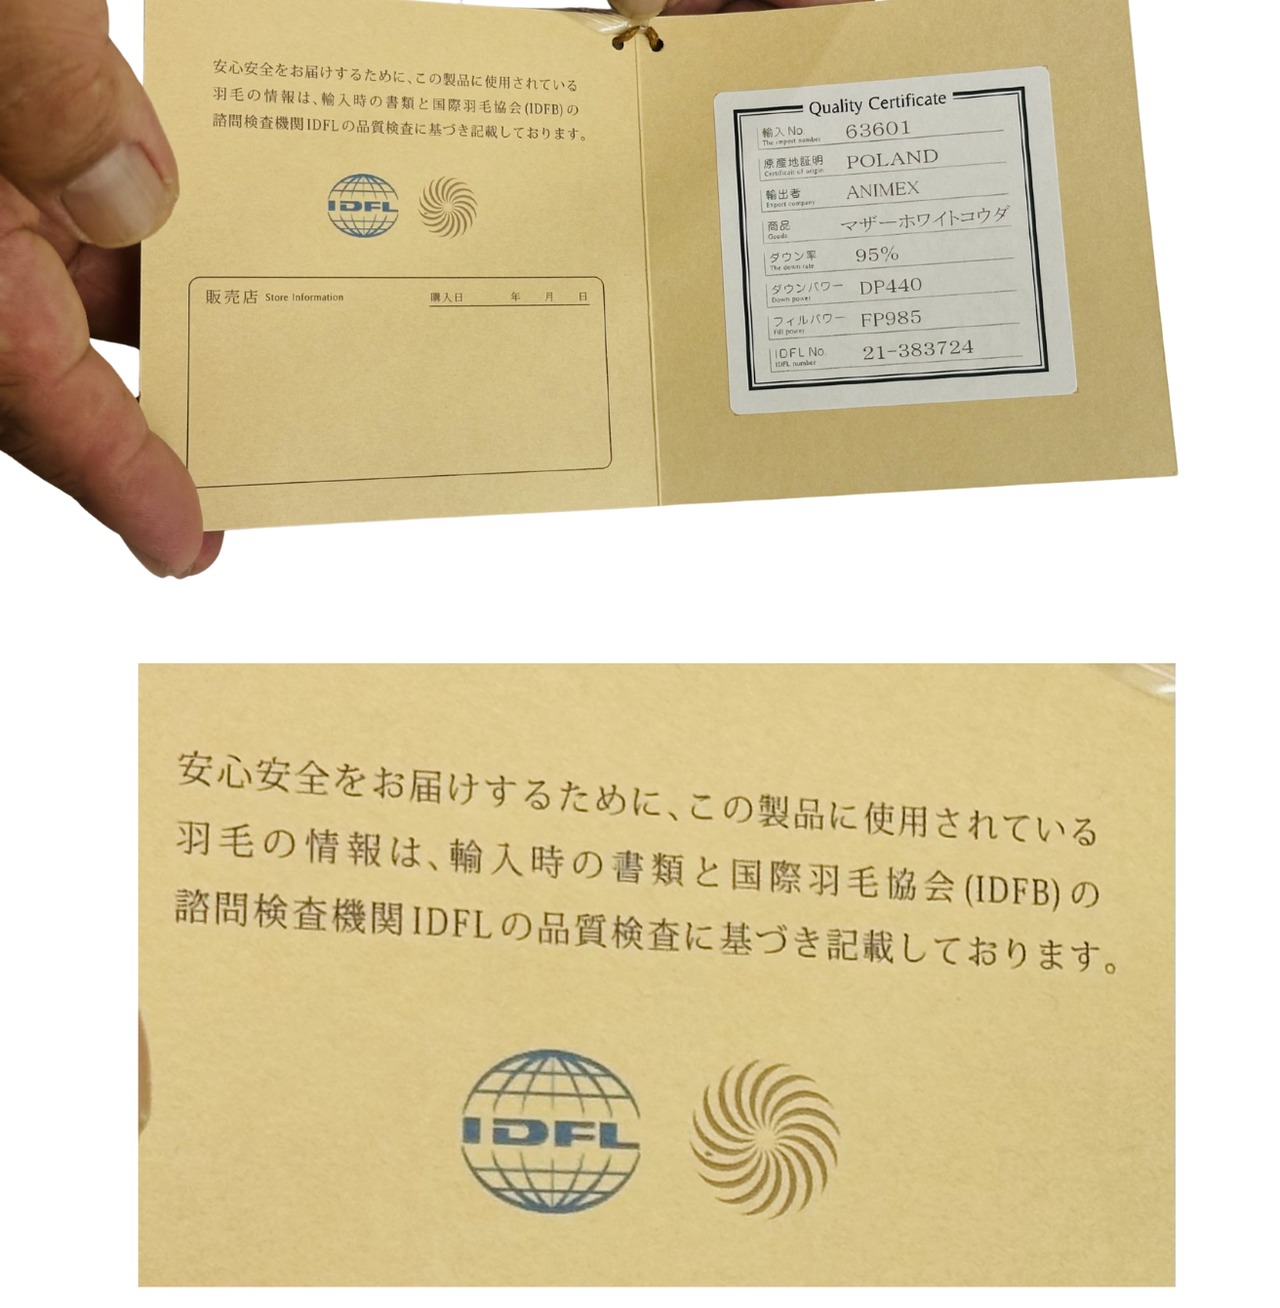 安心安全をお届けするために、この製品に使用されている
羽毛の情報は、輸入時の書類と国際羽毛協会(IDFB)の
諮問検査機関IDFLの品質検査に基づき記載しております。
IDFL
販売店 Store Information 購入日 年 月 日
Quality Certificate
輸入No. 63601
The import number
原産地証明 POLAND
Certificate of origin
輸出者 ANIMEX
Export company
商品 マザーホワイトコウダ
Goods
ダウン率 95%
The down rate
ダウンパワー DP440
Down power
フィルパワー FP985
Fill power
IDFL No. 21-383724
IDFL number
安心安全をお届けするために、この製品に使用されている
羽毛の情報は、輸入時の書類と国際羽毛協会(IDFB)の
諮問検査機関IDFLの品質検査に基づき記載しております。
IDFL